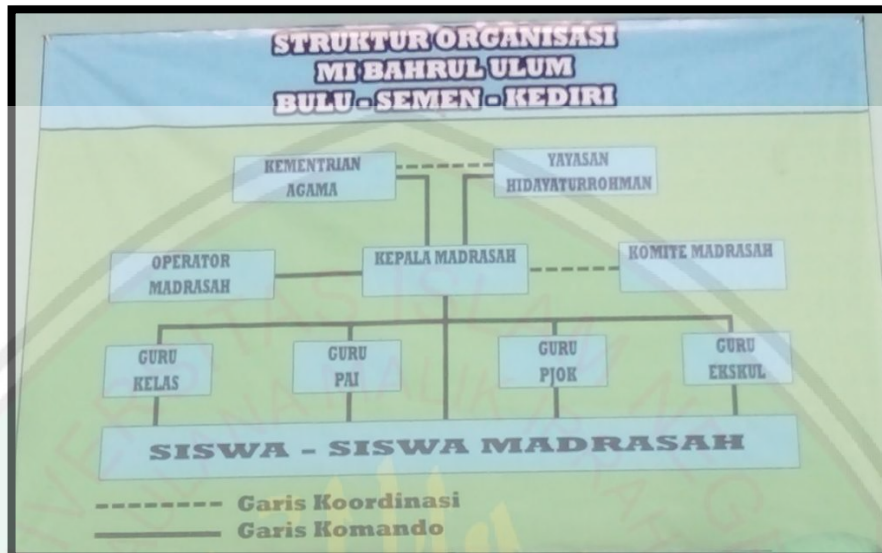 STRUKTUR ORGANISASI
MI BAHRUL ULUM
BULU - SEMEN - KEDIRI
KEMENTRIAN
AGAMA
YAYASAN
HIDAYATURROHMAN
OPERATOR
MADRASAH
KEPALA MADRASAH
KOMITE MADRASAH
GURU
KELAS
GURU
PAI
GURU
PJOK
GURU
EKSKUL
SISWA - SISWA MADRASAH
Garis Koordinasi
Garis Komando